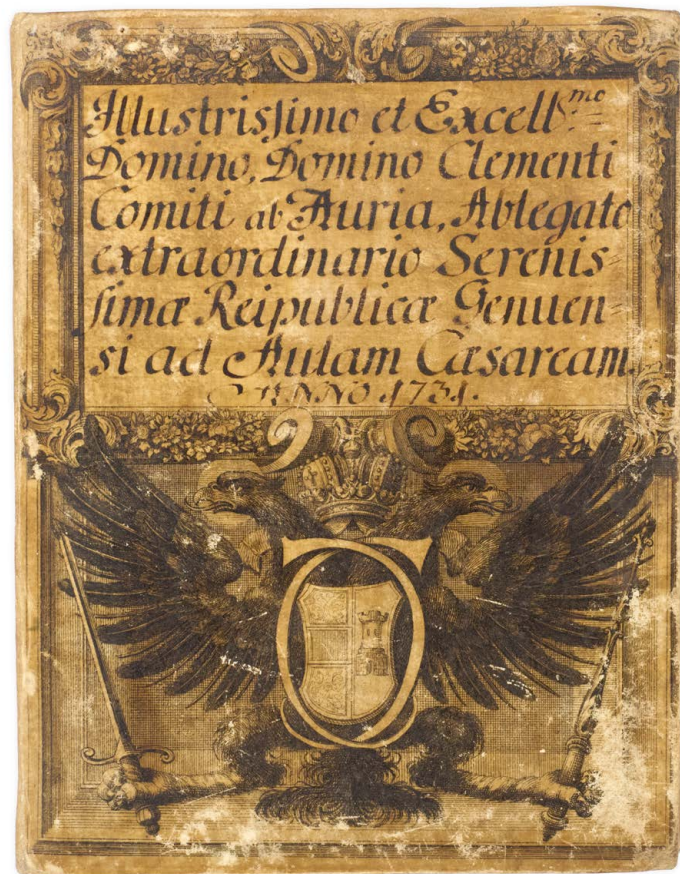 Illustrissimo et Excell.mo
Domino, Domino Clementi
Comiti ab Auria, Ablegato
extraordinario Serenis-
simæ Reipublicæ Genuen-
si ad Aulam Cæsaream.
ANNO 1731.